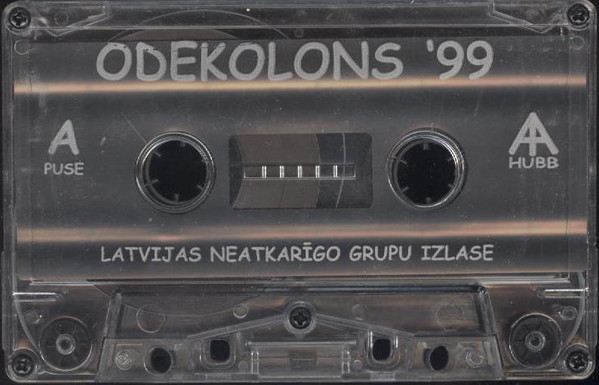 ODEKOLONS '99
A
PUSE
HUBB
LATVIJAS NEATKARĪGO GRUPU IZLASE